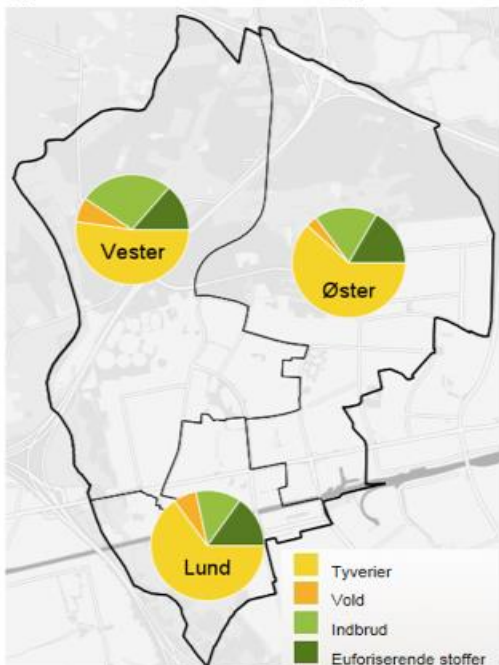 Vester
Øster
Lund
Tyverier
Vold
Indbrud
Euforiserende stoffer